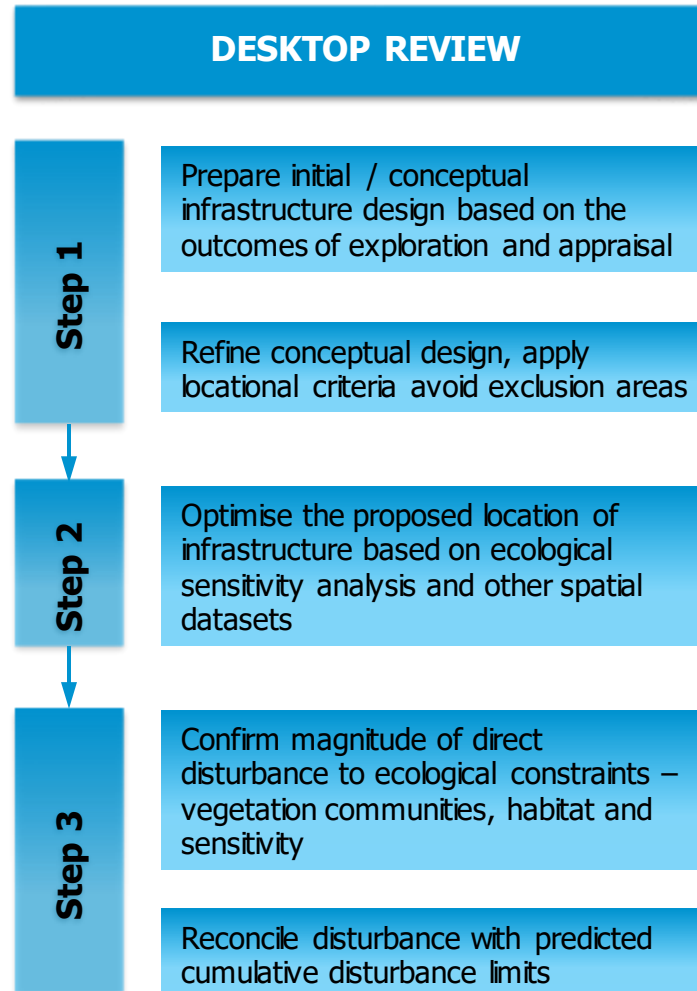 DESKTOP REVIEW
Step 1
Prepare initial / conceptual
infrastructure design based on the
outcomes of exploration and appraisal
Refine conceptual design, apply
locational criteria avoid exclusion areas
Step 2
Optimise the proposed location of
infrastructure based on ecological
sensitivity analysis and other spatial
datasets
Step 3
Confirm magnitude of direct
disturbance to ecological constraints –
vegetation communities, habitat and
sensitivity
Reconcile disturbance with predicted
cumulative disturbance limits